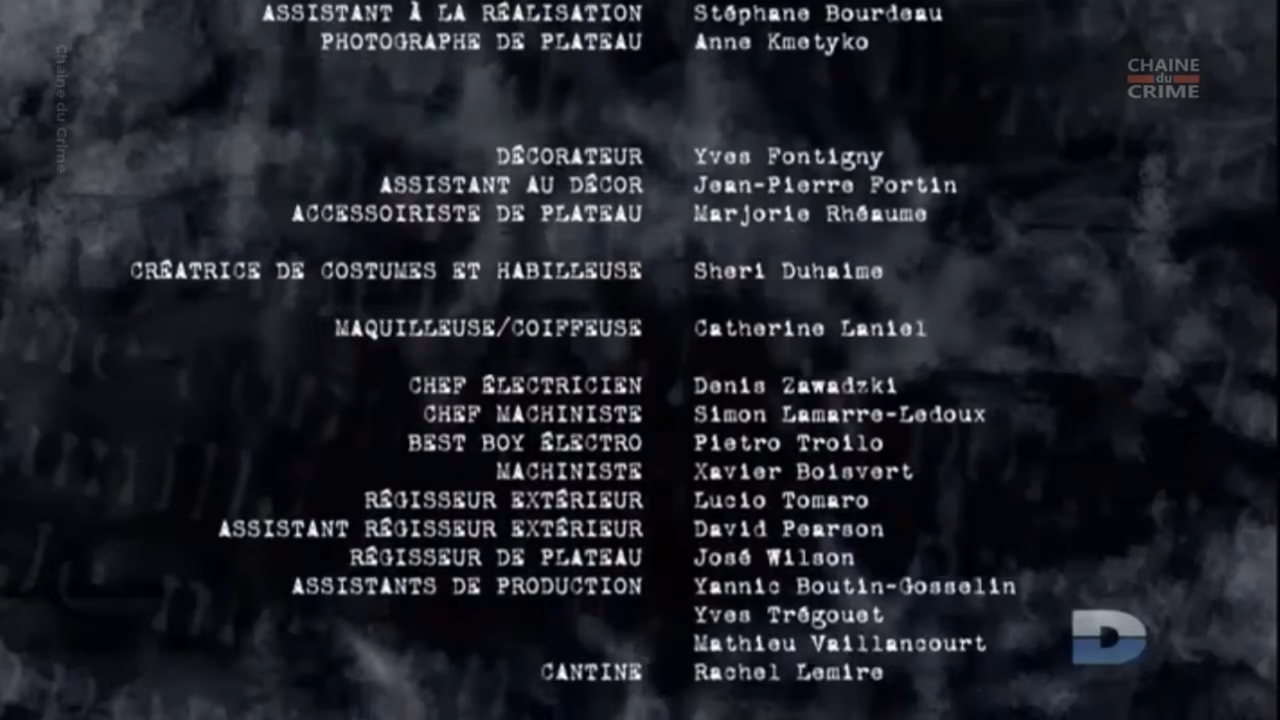 ASSISTANT À LA RÉALISATION Stéphane Bourdeau
PHOTOGRAPHE DE PLATEAU Anne Kmetyko
CHAINE
du
CRIME
Chaine du Crime
DÉCORATEUR Yves Fontigny
ASSISTANT AU DÉCOR Jean-Pierre Fortin
ACCESSOIRISTE DE PLATEAU Marjorie Rhéaume
CRÉATRICE DE COSTUMES ET HABILLEUSE Sheri Duhaime
MAQUILLEUSE/COIFFEUSE Catherine Laniel
CHEF ÉLECTRICIEN Denis Zawadzki
CHEF MACHINISTE Simon Lamarre-Ledoux
BEST BOY ÉLECTRO Pietro Troilo
MACHINISTE Xavier Boisvert
RÉGISSEUR EXTÉRIEUR Lucio Tomaro
ASSISTANT RÉGISSEUR EXTÉRIEUR David Pearson
RÉGISSEUR DE PLATEAU José Wilson
ASSISTANTS DE PRODUCTION Yannic Boutin-Gosselin
Yves Trégouet
Mathieu Vaillancourt
CANTINE Rachel Lemire
D